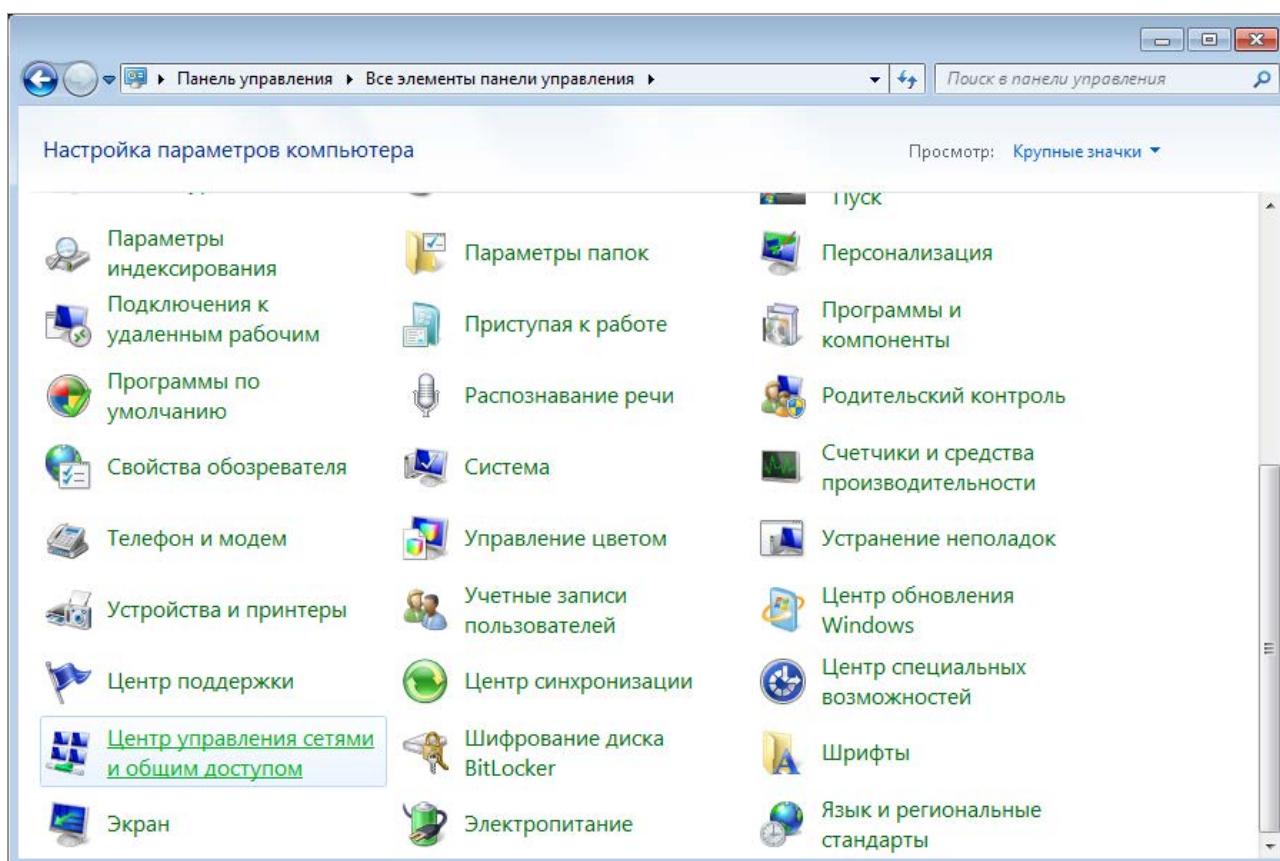 Панель управления ▸ Все элементы панели управления ▸
Поиск в панели управления
Настройка параметров компьютера
Просмотр: Крупные значки
Пуск
Параметры
индексирования
Параметры папок
Персонализация
Подключения к
удаленным рабочим
Приступая к работе
Программы и
компоненты
Программы по
умолчанию
Распознавание речи
Родительский контроль
Свойства обозревателя
Система
Счетчики и средства
производительности
Телефон и модем
Управление цветом
Устранение неполадок
Устройства и принтеры
Учетные записи
пользователей
Центр обновления
Windows
Центр поддержки
Центр синхронизации
Центр специальных
возможностей
Центр управления сетями
и общим доступом
Шифрование диска
BitLocker
Шрифты
Экран
Электропитание
Язык и региональные
стандарты